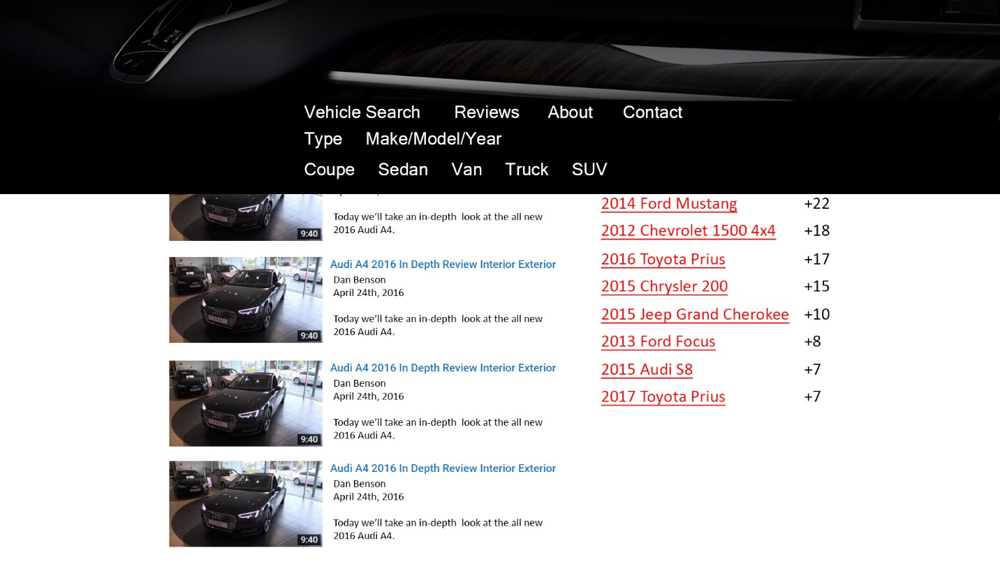 Vehicle Search Reviews About Contact
Type Make/Model/Year
Coupe Sedan Van Truck SUV
9:40
Today we’ll take an in-depth look at the all new
2016 Audi A4.
9:40
Audi A4 2016 In Depth Review Interior Exterior
Dan Benson
April 24th, 2016
Today we’ll take an in-depth look at the all new
2016 Audi A4.
9:40
Audi A4 2016 In Depth Review Interior Exterior
Dan Benson
April 24th, 2016
Today we’ll take an in-depth look at the all new
2016 Audi A4.
9:40
Audi A4 2016 In Depth Review Interior Exterior
Dan Benson
April 24th, 2016
Today we’ll take an in-depth look at the all new
2016 Audi A4.
2014 Ford Mustang +22
2012 Chevrolet 1500 4x4 +18
2016 Toyota Prius +17
2015 Chrysler 200 +15
2015 Jeep Grand Cherokee +10
2013 Ford Focus +8
2015 Audi S8 +7
2017 Toyota Prius +7